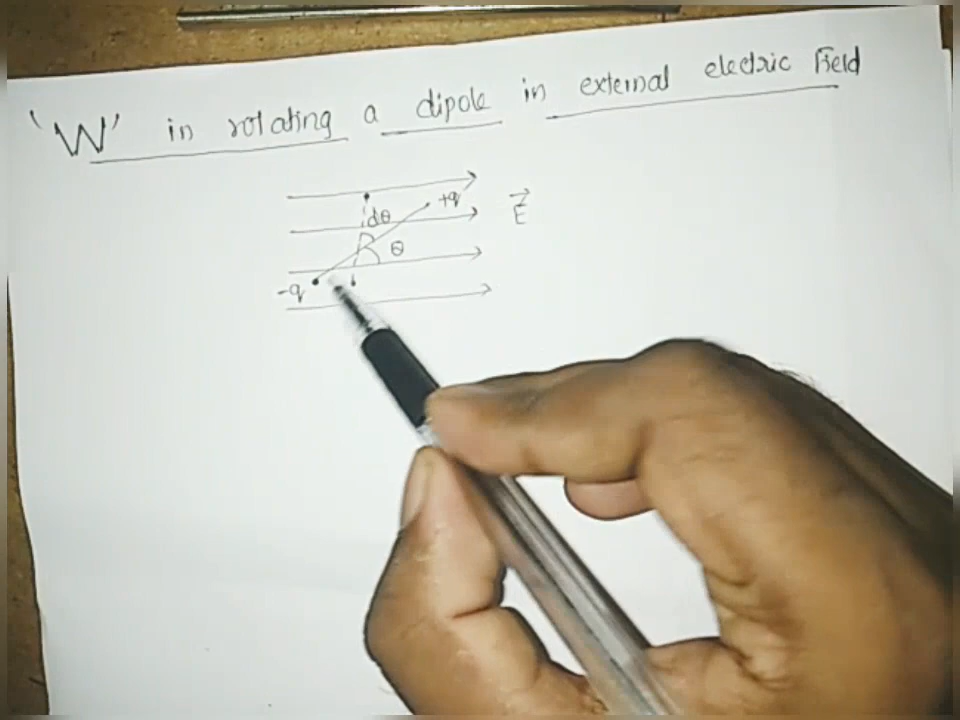 'W' in rotating a dipole in external electric Field
+q
dθ
E⃗
θ
-q